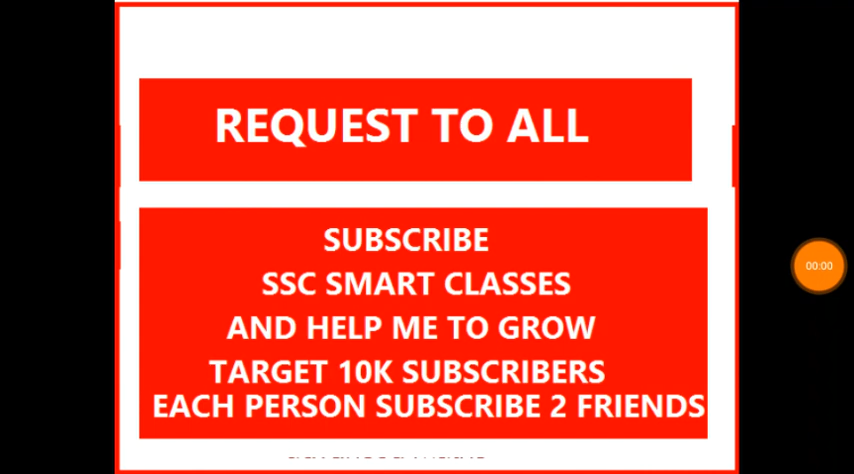 REQUEST TO ALL
SUBSCRIBE
SSC SMART CLASSES
AND HELP ME TO GROW
TARGET 10K SUBSCRIBERS
EACH PERSON SUBSCRIBE 2 FRIENDS
00:00